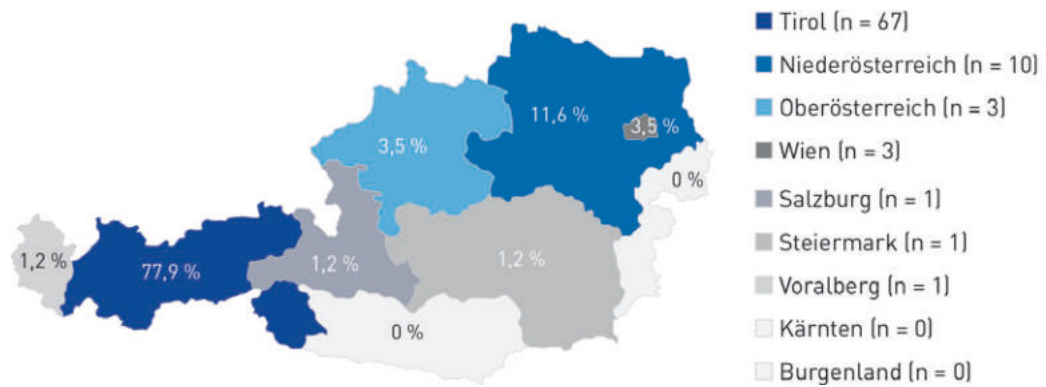 Tirol (n = 67)
Niederösterreich (n = 10)
Oberösterreich (n = 3)
Wien (n = 3)
Salzburg (n = 1)
Steiermark (n = 1)
Voralberg (n = 1)
Kärnten (n = 0)
Burgenland (n = 0)
11,6 %
3,5 %
3,5 %
0 %
1,2 %
77,9 %
1,2 %
1,2 %
0 %